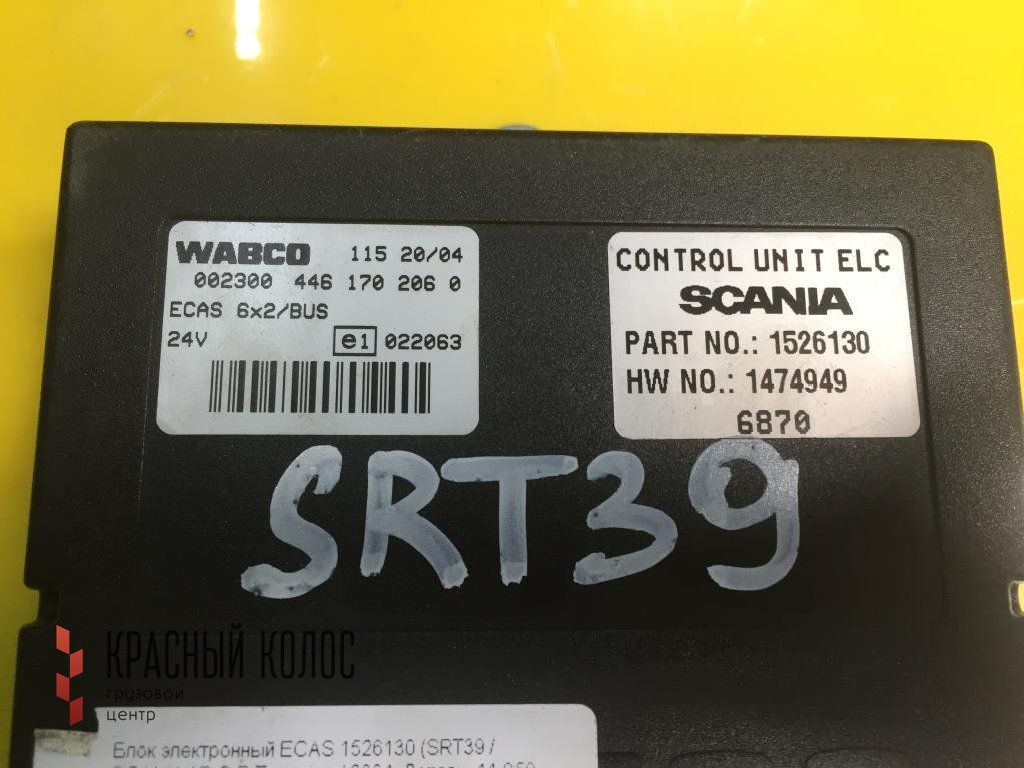 WABCO 115 20/04
002300 446 170 206 0
ECAS 6x2/BUS
24V e1 022063
CONTROL UNIT ELC
SCANIA
PART NO.: 1526130
HW NO.: 1474949
6870
SRT39
КРАСНЫЙ КОЛОС
грузовой
центр
Блок электронный ECAS 1526130 (SRT39 /